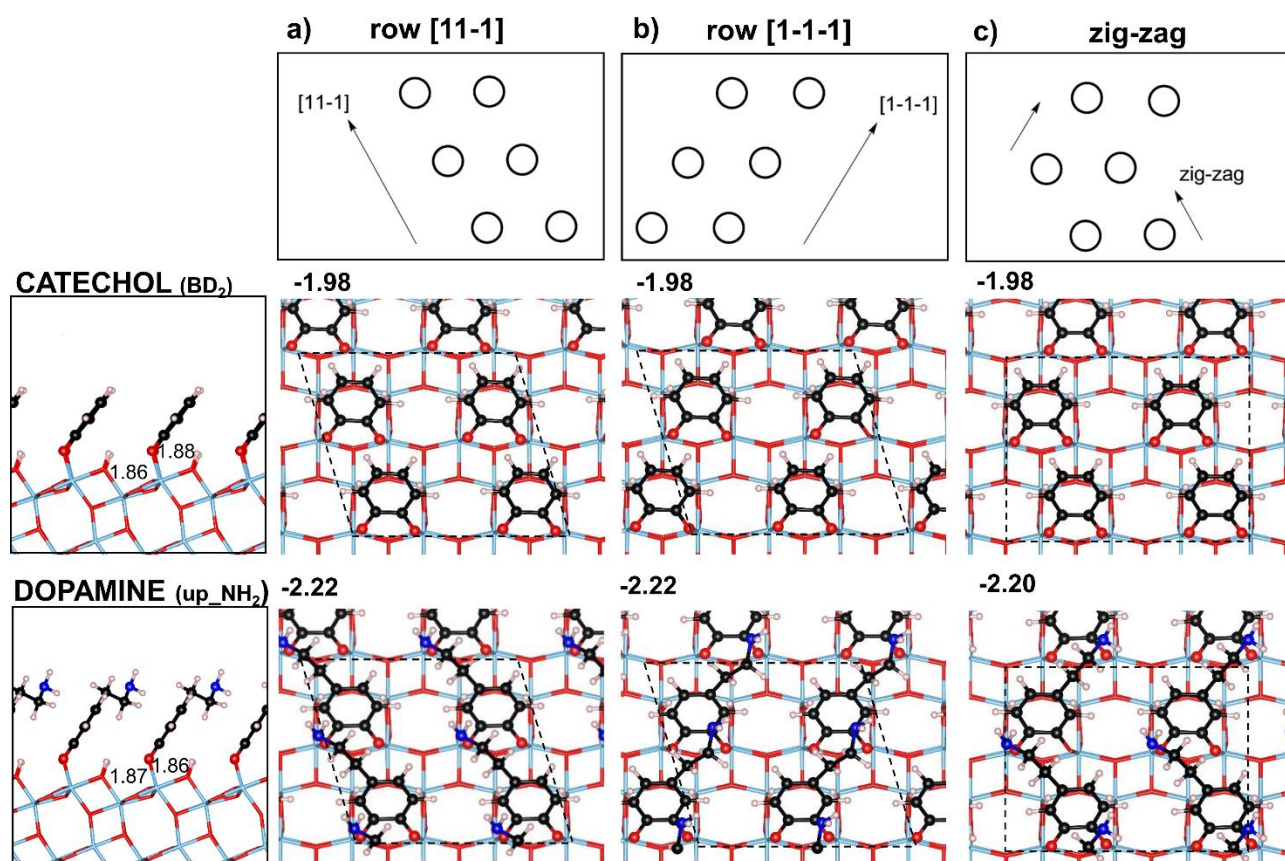 a) row [11-1]
b) row [1-1-1]
c) zig-zag
[11-1]
[1-1-1]
zig-zag
CATECHOL (BD₂)
-1.98
-1.98
-1.98
1.88
1.86
DOPAMINE (up_NH₂)
-2.22
-2.22
-2.20
1.87
1.86